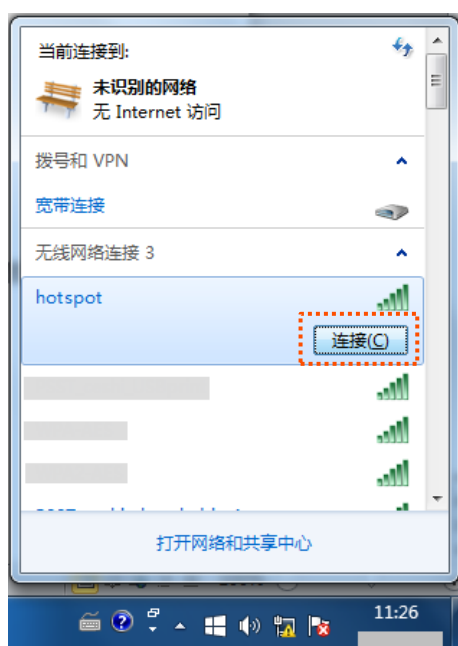 当前连接到:
未识别的网络
无 Internet 访问
拨号和 VPN
宽带连接
无线网络连接 3
hotspot
连接(C)
打开网络和共享中心
11:26